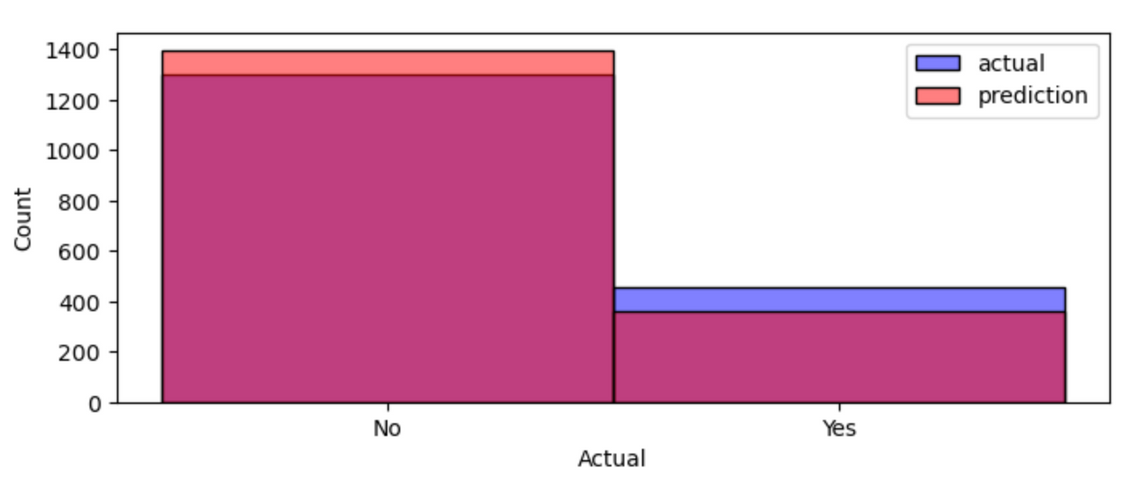 1400
1200
1000
800
600
400
200
0
Count
actual
prediction
No
Yes
Actual